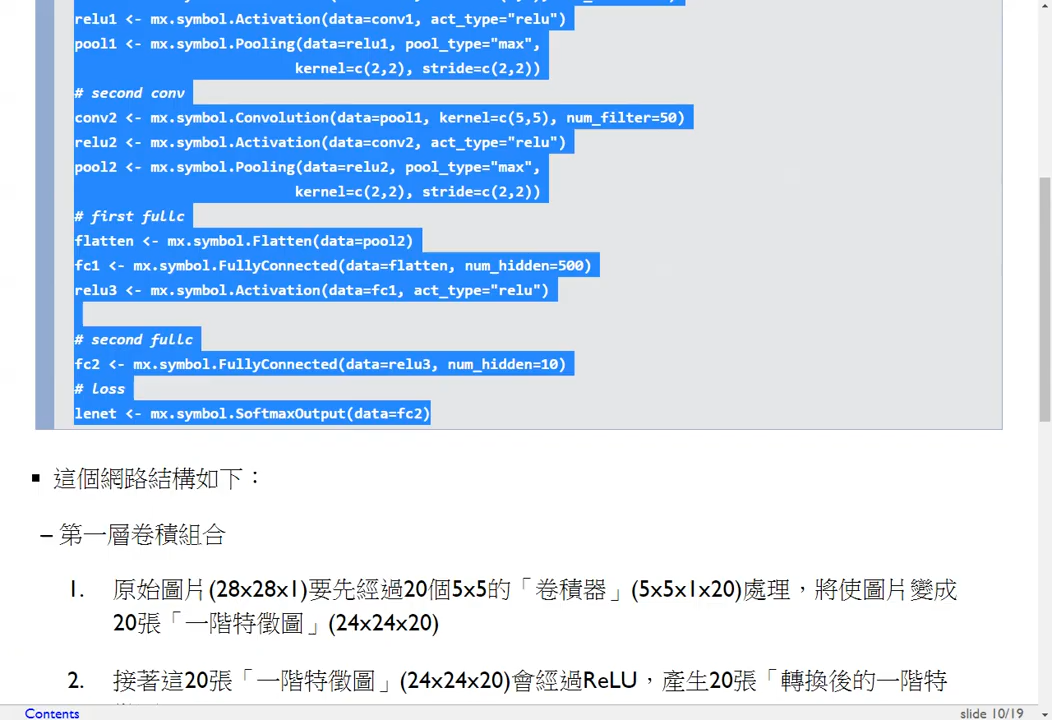 relu1 <- mx.symbol.Activation(data=conv1, act_type="relu")
pool1 <- mx.symbol.Pooling(data=relu1, pool_type="max",
kernel=c(2,2), stride=c(2,2))
# second conv
conv2 <- mx.symbol.Convolution(data=pool1, kernel=c(5,5), num_filter=50)
relu2 <- mx.symbol.Activation(data=conv2, act_type="relu")
pool2 <- mx.symbol.Pooling(data=relu2, pool_type="max",
kernel=c(2,2), stride=c(2,2))
# first fullc
flatten <- mx.symbol.Flatten(data=pool2)
fc1 <- mx.symbol.FullyConnected(data=flatten, num_hidden=500)
relu3 <- mx.symbol.Activation(data=fc1, act_type="relu")
# second fullc
fc2 <- mx.symbol.FullyConnected(data=relu3, num_hidden=10)
# loss
lenet <- mx.symbol.SoftmaxOutput(data=fc2)
▪ 這個網路結構如下：
– 第一層卷積組合
1. 原始圖片(28x28x1)要先經過20個5x5的「卷積器」(5x5x1x20)處理，將使圖片變成
20張「一階特徵圖」(24x24x20)
2. 接著這20張「一階特徵圖」(24x24x20)會經過ReLU，產生20張「轉換後的一階特
Contents
slide 10/19